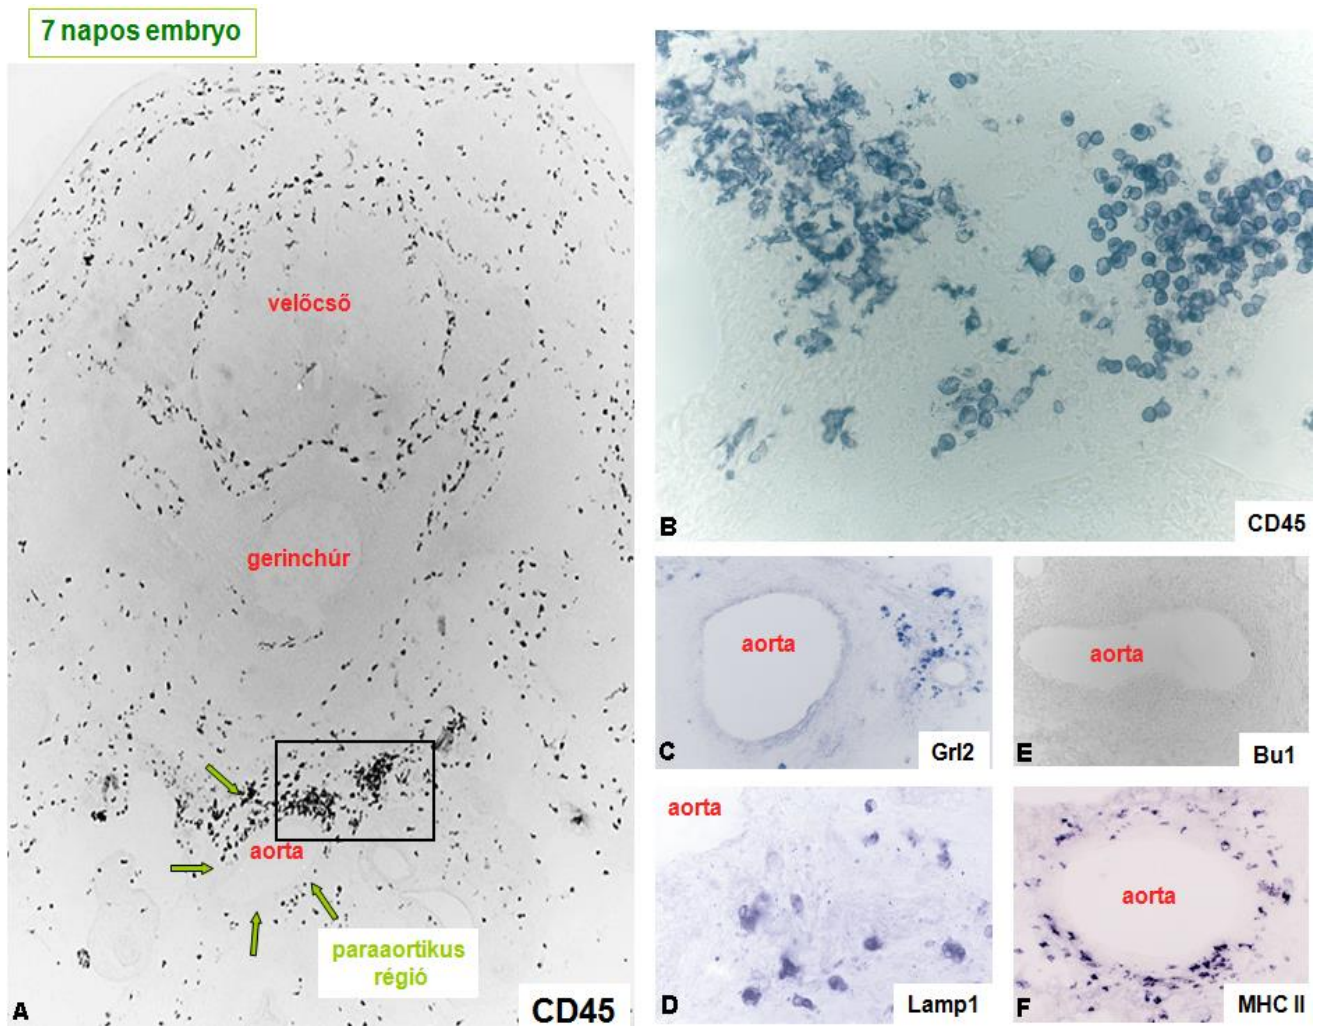 7 napos embryo
velőcső
gerinchúr
aorta
paraaortikus
régió
A
CD45
B
CD45
aorta
C
Grl2
aorta
E
Bu1
aorta
D
Lamp1
aorta
F
MHC II